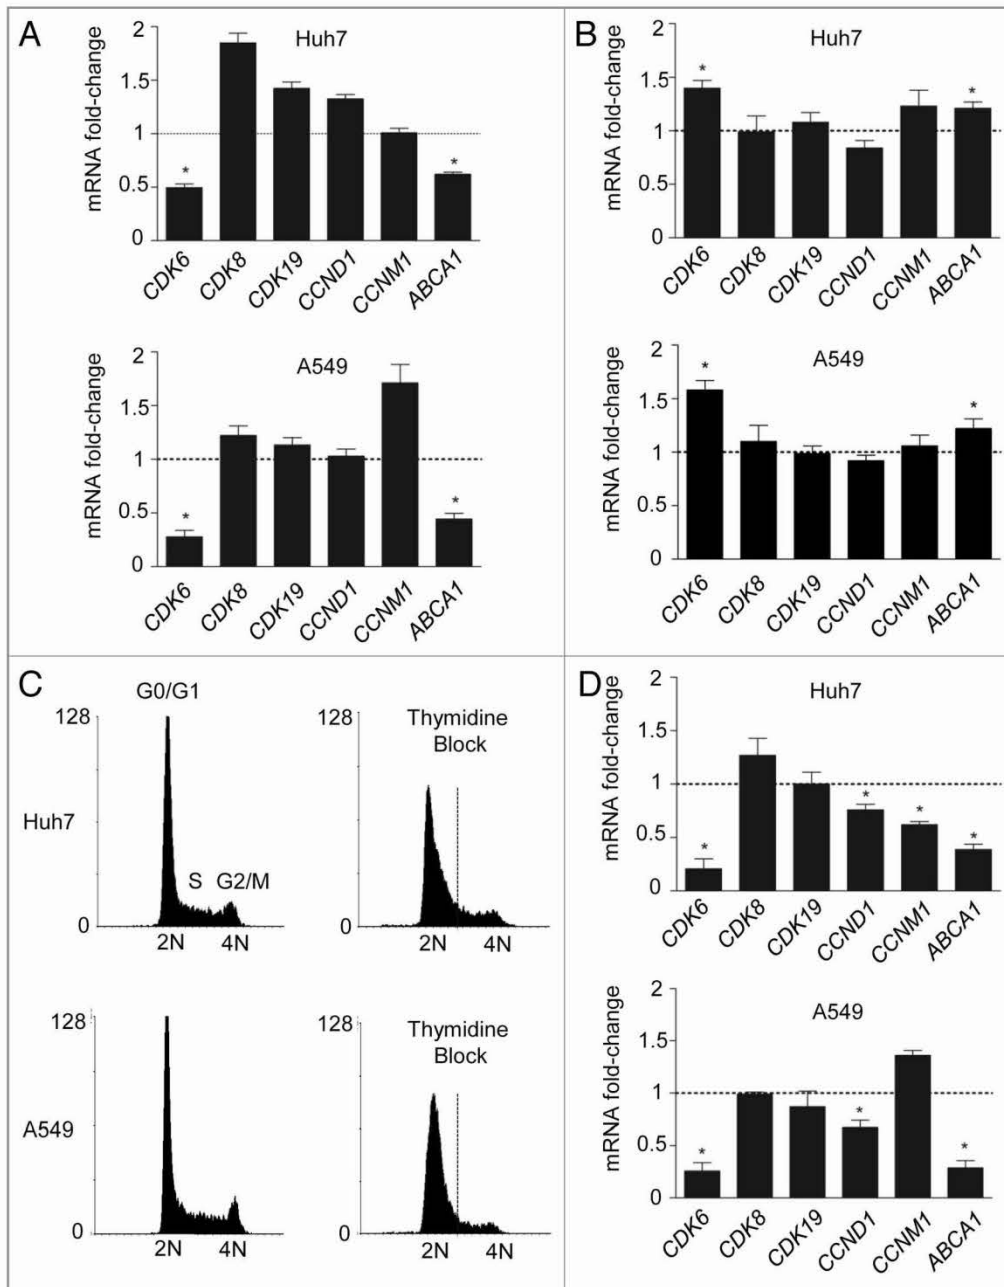 A
Huh7
mRNA fold-change
2
1.5
1
0.5
0
*
*
CDK6
CDK8
CDK19
CCND1
CCNM1
ABCA1
A549
mRNA fold-change
2
1.5
1
0.5
0
*
*
CDK6
CDK8
CDK19
CCND1
CCNM1
ABCA1
B
Huh7
mRNA fold-change
2
1.5
1
0.5
0
*
*
CDK6
CDK8
CDK19
CCND1
CCNM1
ABCA1
A549
mRNA fold-change
2
1.5
1
0.5
0
*
*
CDK6
CDK8
CDK19
CCND1
CCNM1
ABCA1
C
G0/G1
128
Huh7
S G2/M
0
2N 4N
128
Thymidine
Block
0
2N 4N
128
A549
0
2N 4N
128
Thymidine
Block
0
2N 4N
D
Huh7
mRNA fold-change
2
1.5
1
0.5
0
*
*
*
*
CDK6
CDK8
CDK19
CCND1
CCNM1
ABCA1
A549
mRNA fold-change
2
1.5
1
0.5
0
*
*
*
CDK6
CDK8
CDK19
CCND1
CCNM1
ABCA1